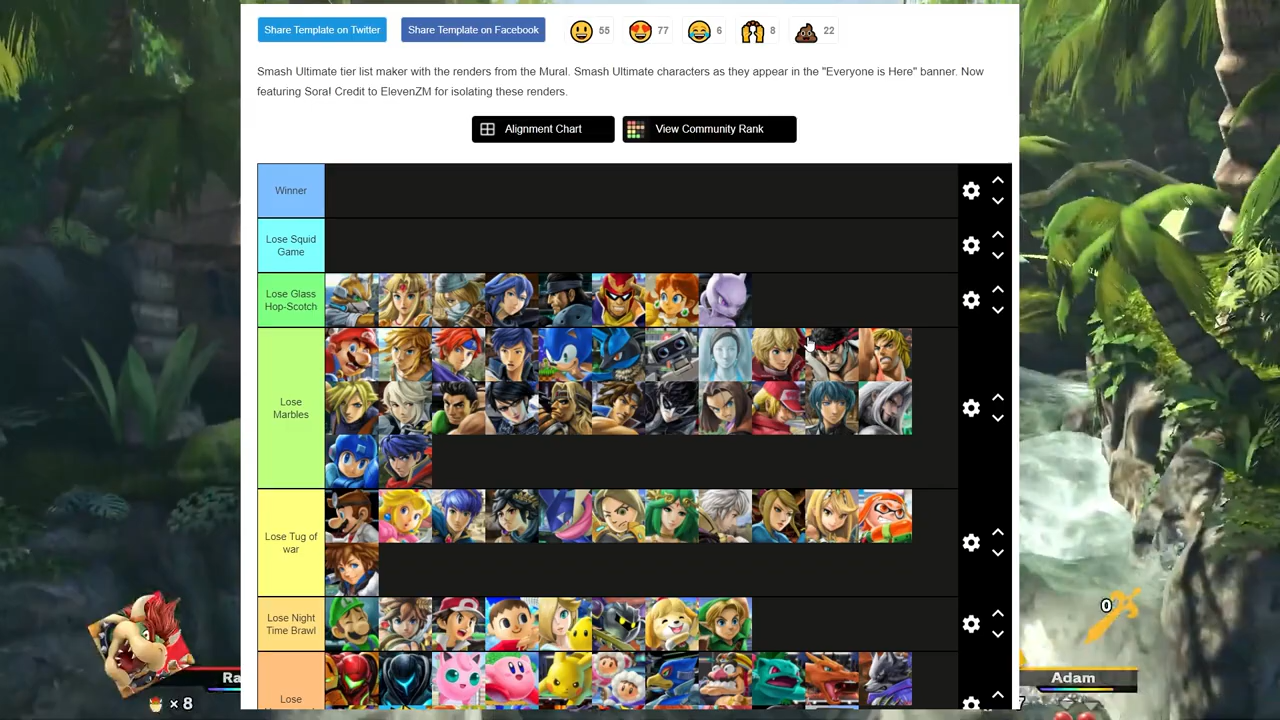 Share Template on Twitter
Share Template on Facebook
55
77
6
8
22
Smash Ultimate tier list maker with the renders from the Mural. Smash Ultimate characters as they appear in the "Everyone is Here" banner. Now
featuring Sora! Credit to ElevenZM for isolating these renders.
Alignment Chart
View Community Rank
Winner
Lose Squid
Game
Lose Glass
Hop-Scotch
Lose
Marbles
Lose Tug of
war
Lose Night
Time Brawl
Lose
Ra
× 8
0
Adam